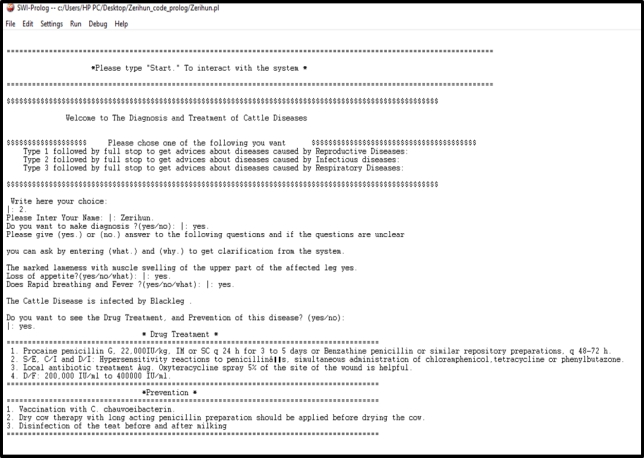 SWI-Prolog -- c:/Users/HP PC/Desktop/Zerihun_code_prolog/Zerihun.pl
File Edit Settings Run Debug Help
*Please type "Start." To interact with the system *
Welcome to The Diagnosis and Treatment of Cattle Diseases
Please chose one of the following you want
Type 1 followed by full stop to get advices about diseases caused by Reproductive Diseases:
Type 2 followed by full stop to get advices about Infectious diseases:
Type 3 followed by full stop to get advices about diseases caused by Respiratory Diseases:
Write here your choice:
|: 2.
Please Inter Your Name: |: Zerihun.
Do you want to make diagnosis ?(yes/no): |: yes.
Please give (yes.) or (no.) answer to the following questions and if the questions are unclear
you can ask by entering (what.) and (why.) to get clarification from the system.
The marked lameness with muscle swelling of the upper part of the affected leg yes.
Loss of appetite?(yes/no/what): |: yes.
Does Rapid breathing and Fever ?(yes/no/what): |: yes.
The Cattle Disease is infected by Blackleg .
Do you want to see the Drug Treatment, and Prevention of this disease? (yes/no):
|: yes.
* Drug Treatment *
1. Procaine penicillin G, 22,000IU/kg, IM or SC q 24 h for 3 to 5 days or Benzathine penicillin or similar repository preparations, q 48-72 h.
2. S/E, C/I and D/I: Hypersensitivity reactions to simultaneous administration of chloraphenicol,tetracycline or phenylbutazone.
3. Local antibiotic treatment Aug. Oxyteracycline spray 5% of the site of the wound is helpful.
4. D/F: 200,000 IU/ml to 400000 IU/ml.
*Prevention *
1. Vaccination with C. chauvoeibacterin.
2. Dry cow therapy with long acting penicillin preparation should be applied before drying the cow.
3. Disinfection of the teat before and after milking